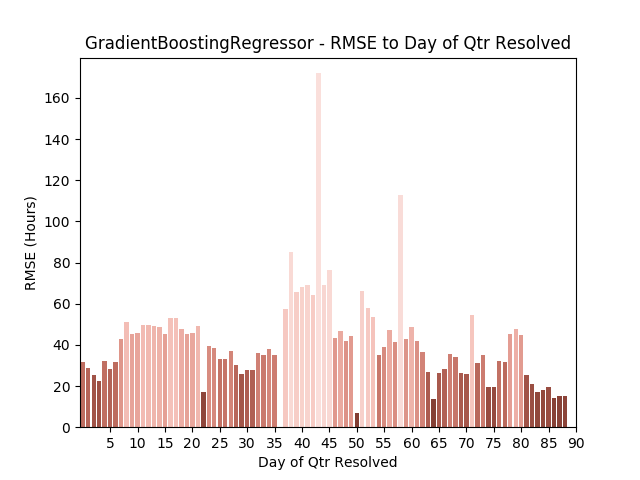 GradientBoostingRegressor - RMSE to Day of Qtr Resolved
RMSE (Hours)
160
140
120
100
80
60
40
20
0
5 10 15 20 25 30 35 40 45 50 55 60 65 70 75 80 85 90
Day of Qtr Resolved